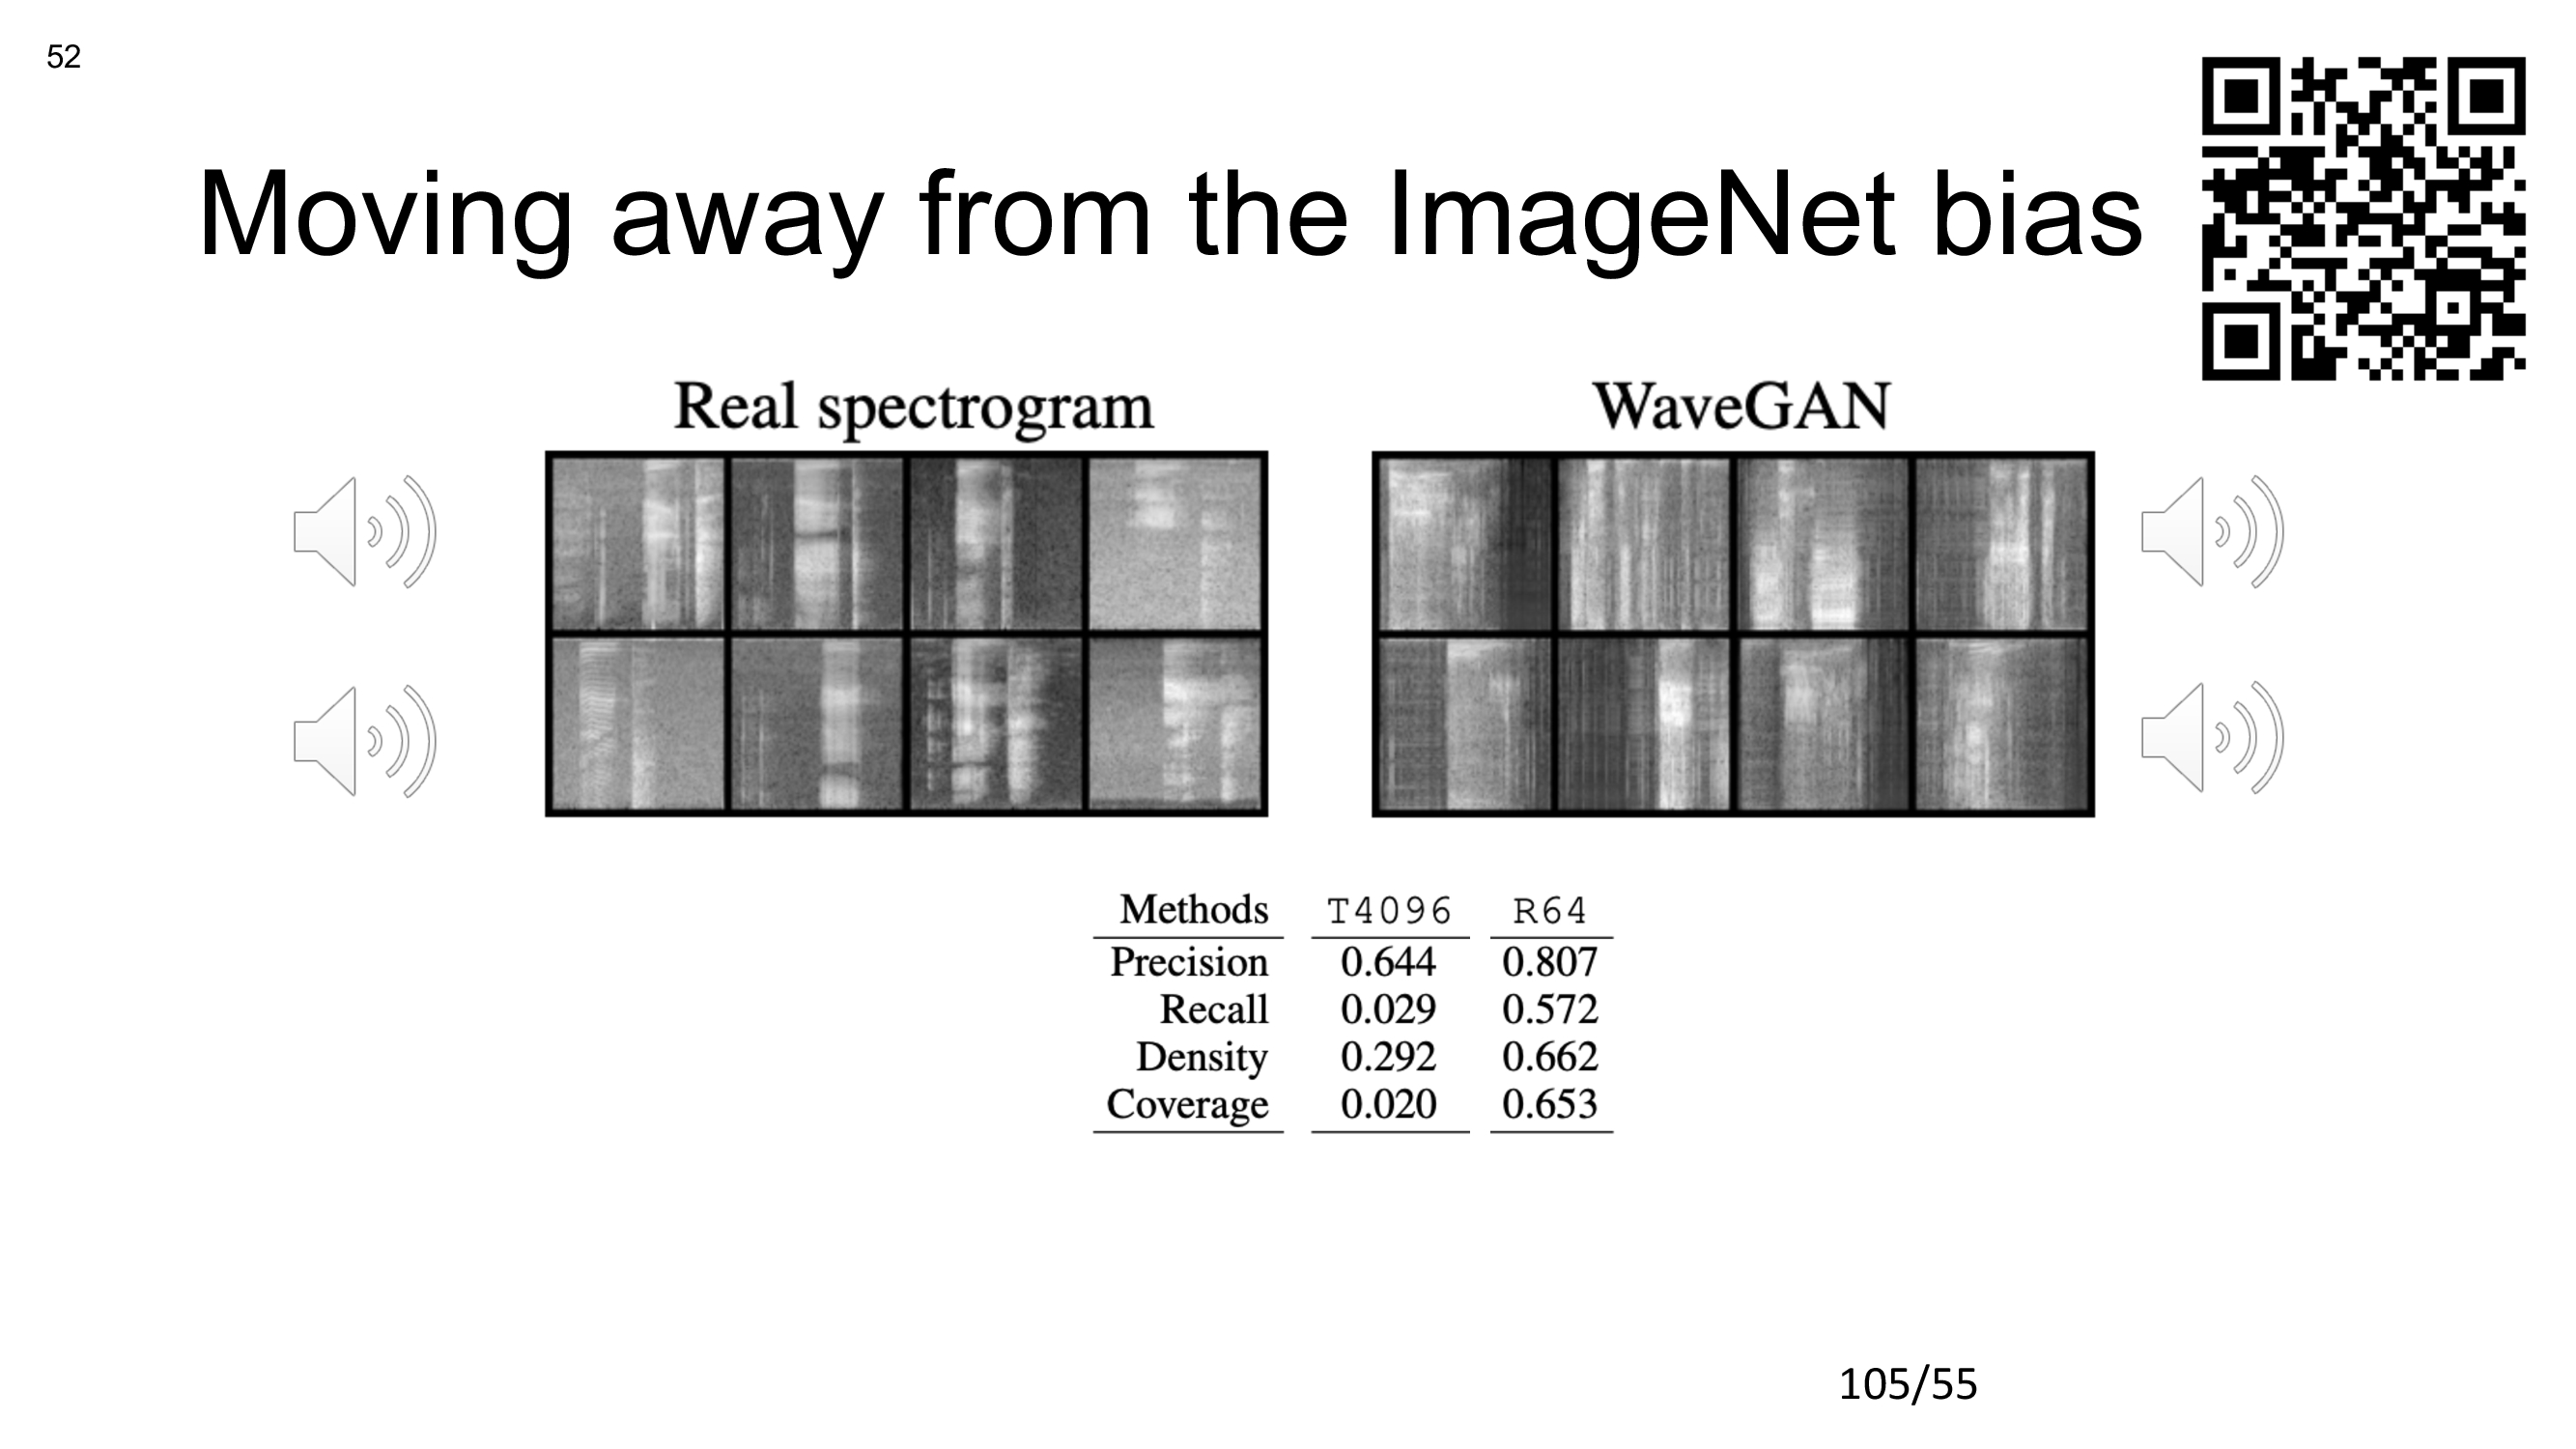 52
Moving away from the ImageNet bias
Real spectrogram
WaveGAN
Methods T4096 R64
Precision 0.644 0.807
Recall 0.029 0.572
Density 0.292 0.662
Coverage 0.020 0.653
105/55